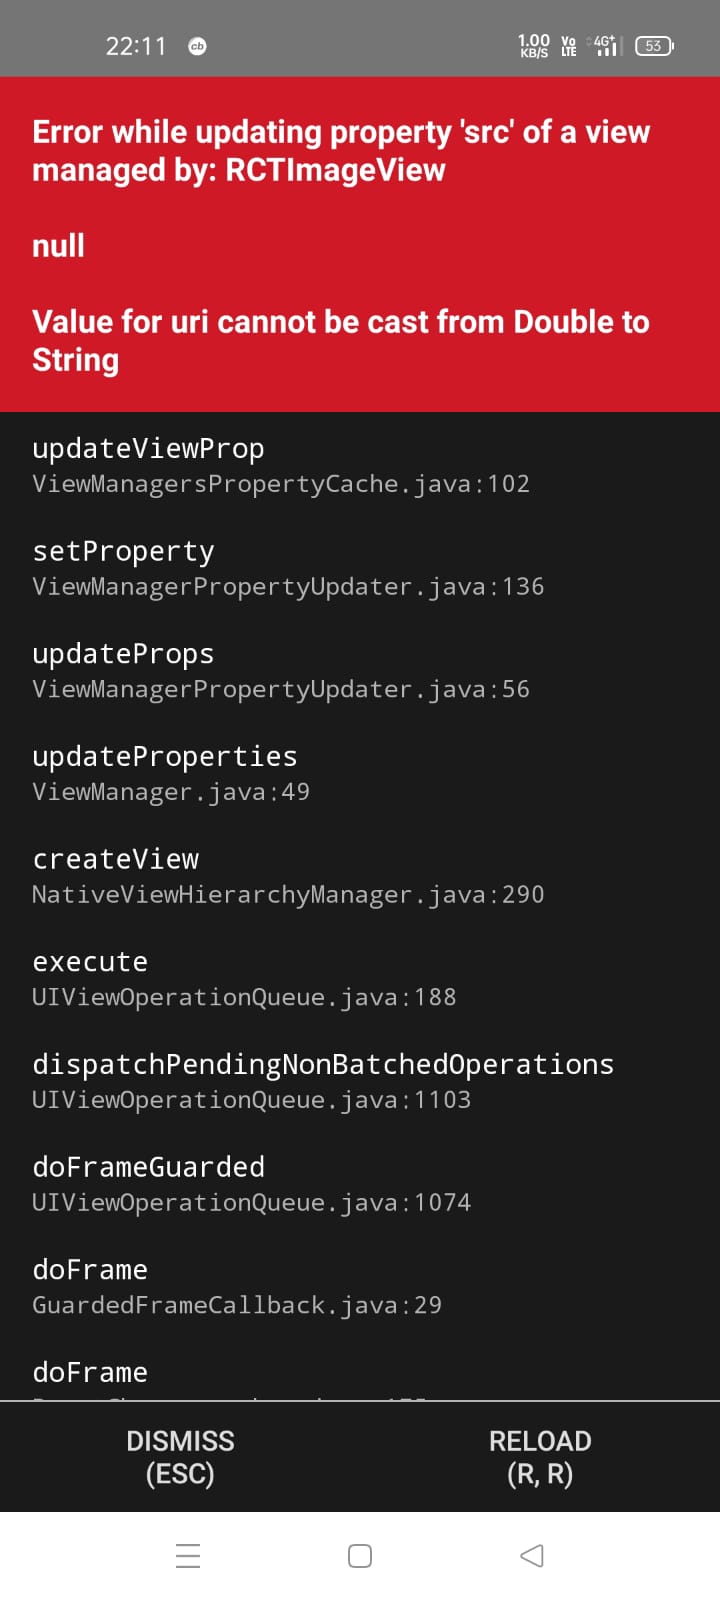 22:11
cb
1.00
KB/S
Vo
LTE
4G+
53
Error while updating property 'src' of a view
managed by: RCTImageView
null
Value for uri cannot be cast from Double to
String
updateViewProp
ViewManagersPropertyCache.java:102
setProperty
ViewManagerPropertyUpdater.java:136
updateProps
ViewManagerPropertyUpdater.java:56
updateProperties
ViewManager.java:49
createView
NativeViewHierarchyManager.java:290
execute
UIViewOperationQueue.java:188
dispatchPendingNonBatchedOperations
UIViewOperationQueue.java:1103
doFrameGuarded
UIViewOperationQueue.java:1074
doFrame
GuardedFrameCallback.java:29
doFrame
DISMISS
(ESC)
RELOAD
(R, R)